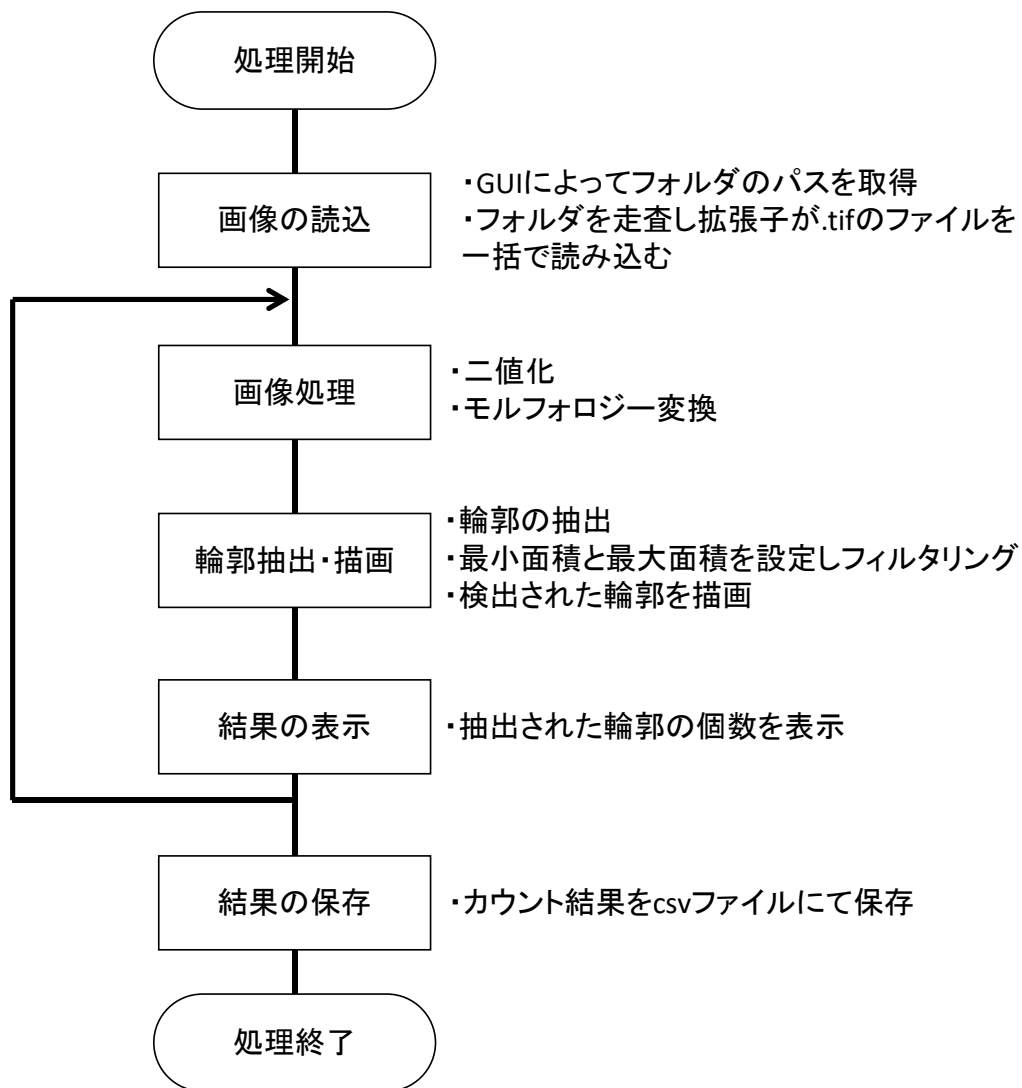 処理開始
画像の読込
・GUIによってフォルダのパスを取得
・フォルダを走査し拡張子が.tifのファイルを
一括で読み込む
画像処理
・二値化
・モルフォロジー変換
輪郭抽出・描画
・輪郭の抽出
・最小面積と最大面積を設定しフィルタリング
・検出された輪郭を描画
結果の表示
・抽出された輪郭の個数を表示
結果の保存
・カウント結果をcsvファイルにて保存
処理終了